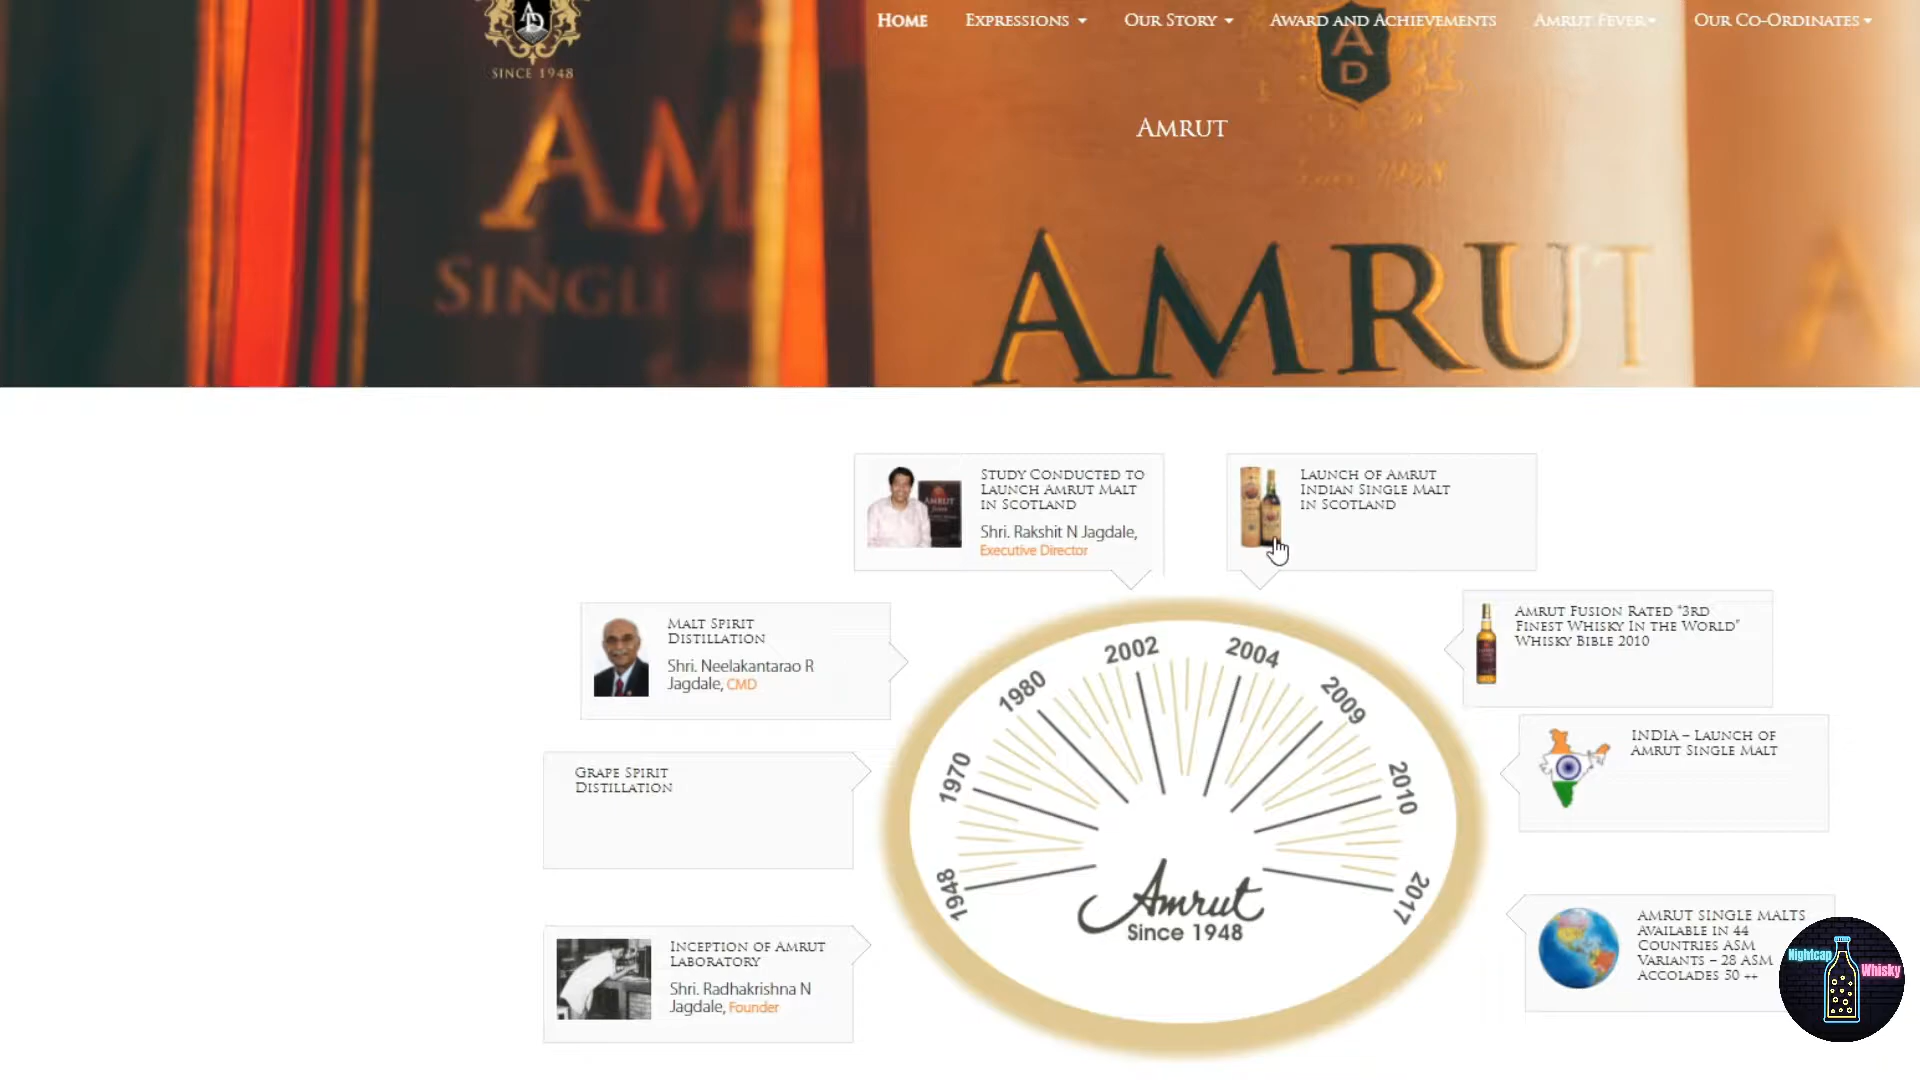 SINCE 1948
HOME
EXPRESSIONS
OUR STORY
AWARD AND ACHIEVEMENTS
AMRUT FEVER
OUR CO-ORDINATES
AD
A
D
AMRUT
AM
SINGL
AMRUT
A
STUDY CONDUCTED TO
LAUNCH AMRUT MALT
IN SCOTLAND
Shri. Rakshit N Jagdale,
Executive Director
LAUNCH OF AMRUT
INDIAN SINGLE MALT
IN SCOTLAND
MALT SPIRIT
DISTILLATION
Shri. Neelakantarao R
Jagdale, CMD
AMRUT FUSION RATED “3RD
FINEST WHISKY IN THE WORLD”
WHISKY BIBLE 2010
GRAPE SPIRIT
DISTILLATION
INDIA – LAUNCH OF
AMRUT SINGLE MALT
INCEPTION OF AMRUT
LABORATORY
Shri. Radhakrishna N
Jagdale, Founder
AMRUT SINGLE MALTS
AVAILABLE IN 44
COUNTRIES ASM
VARIANTS – 28 ASM
ACCOLADES 50 ++
1948
1970
1980
2002
2004
2009
2010
2017
Amrut
Since 1948
Nightcap
Whisky